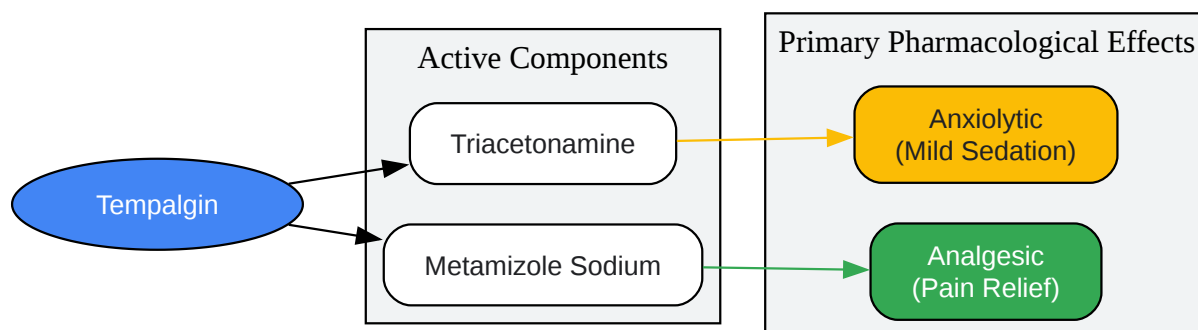 Tempalgin
Active Components
Triacetonamine
Metamizole Sodium
Primary Pharmacological Effects
Anxiolytic
(Mild Sedation)
Analgesic
(Pain Relief)